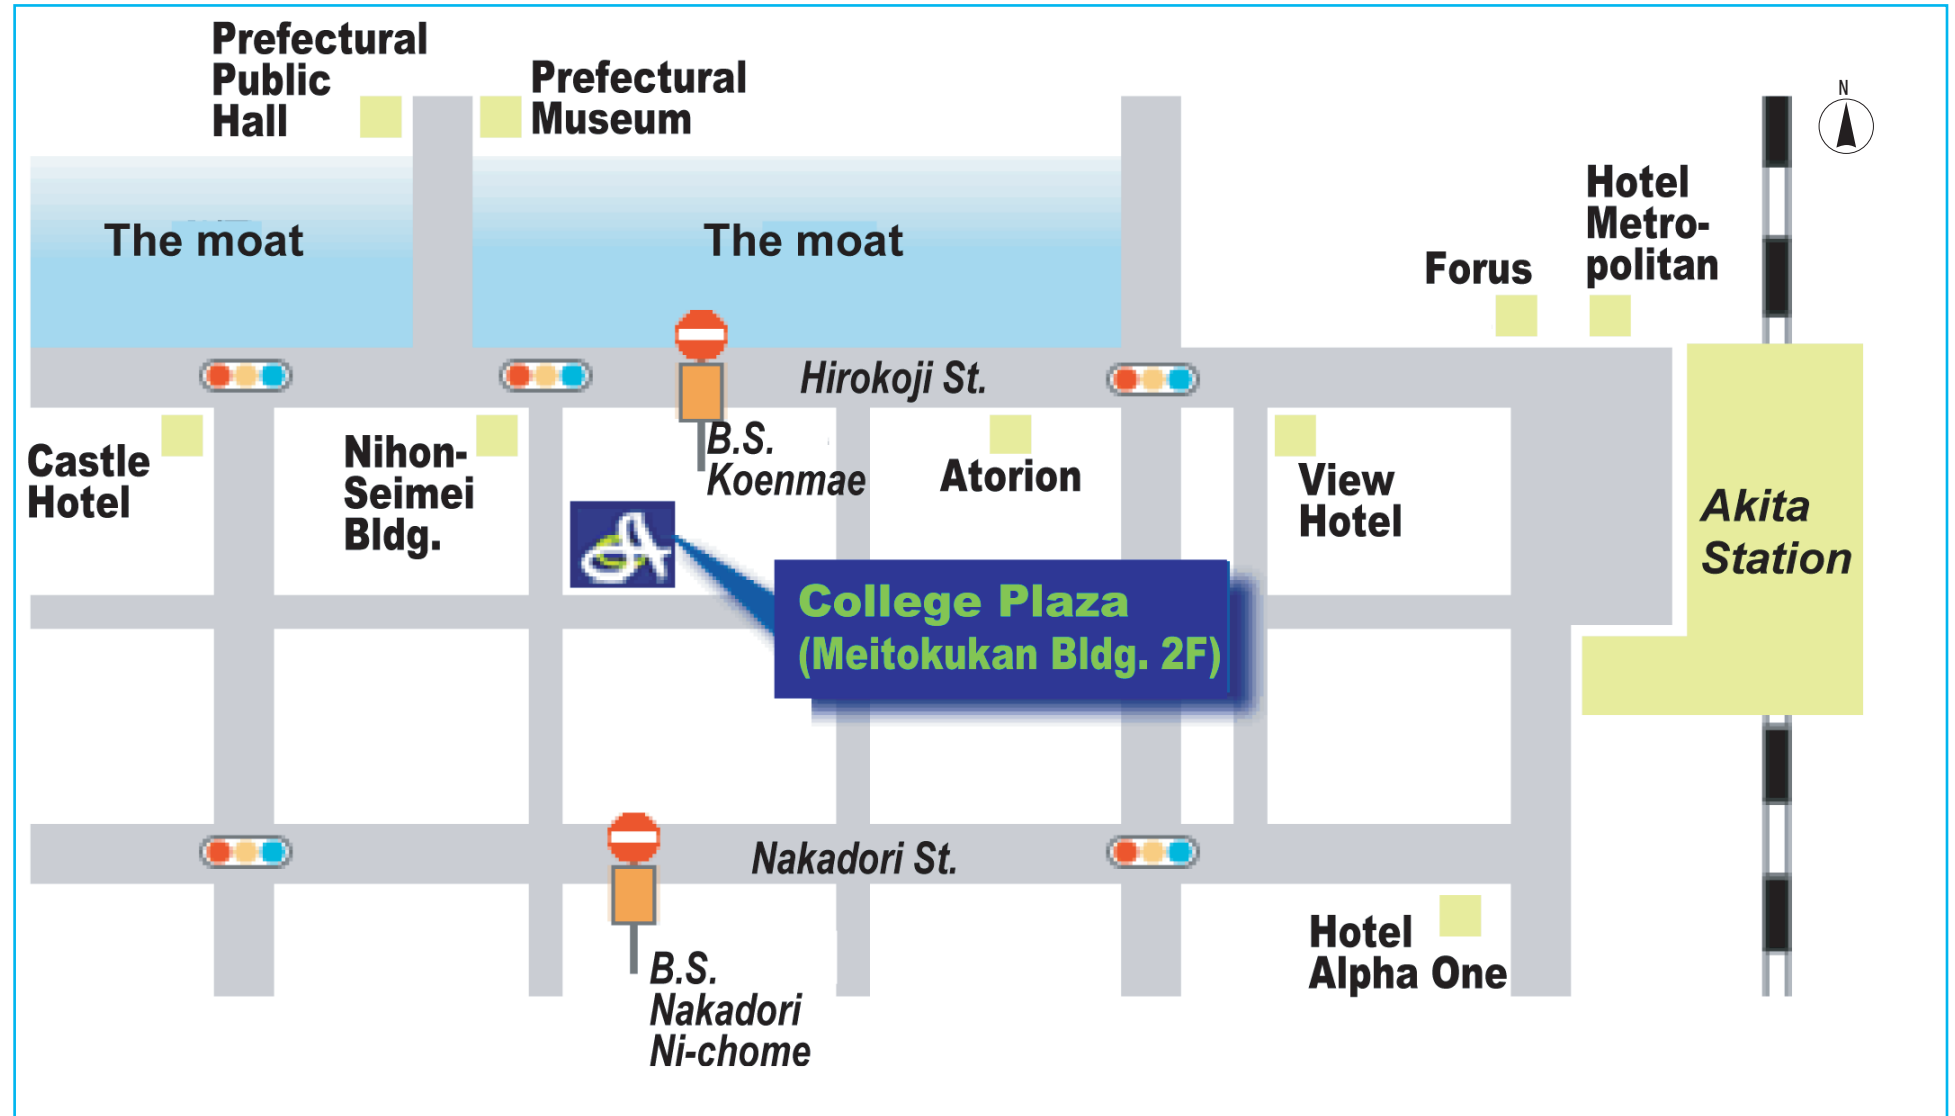 Prefectural
Public
Hall
Prefectural
Museum
N
The moat
The moat
Hotel
Metro-
politan
Forus
Hirokoji St.
Castle
Hotel
Nihon-
Seimei
Bldg.
B.S.
Koenmae
Atorion
View
Hotel
Akita
Station
College Plaza
(Meitokukan Bldg. 2F)
Nakadori St.
B.S.
Nakadori
Ni-chome
Hotel
Alpha One